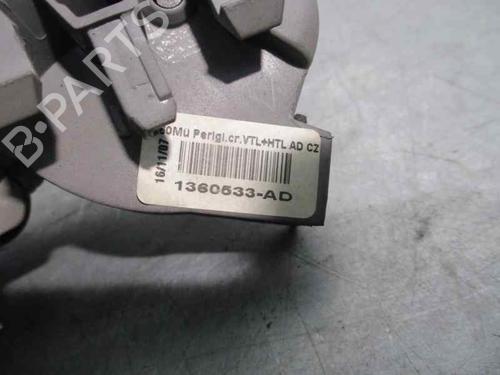 Perigl.cr.VTL+HTL AD CZ
16/11/07
1360533-AD
B-PARTS